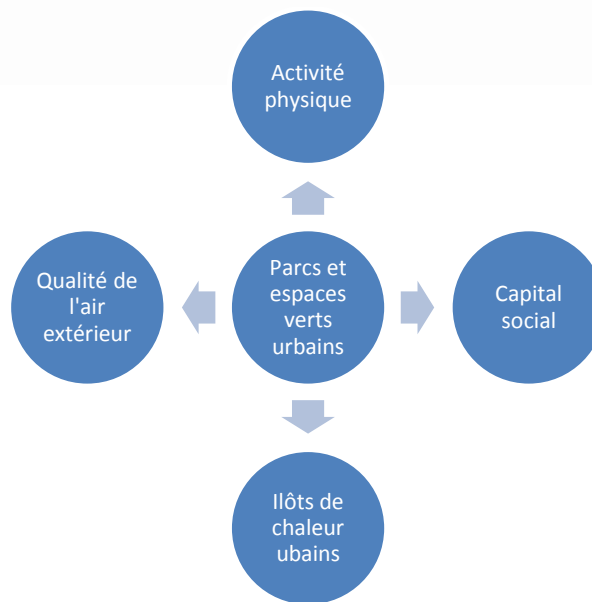 Activité
physique
Qualité de
l'air
extérieur
Parcs et
espaces
verts
urbains
Capital
social
Ilôts de
chaleur
ubains